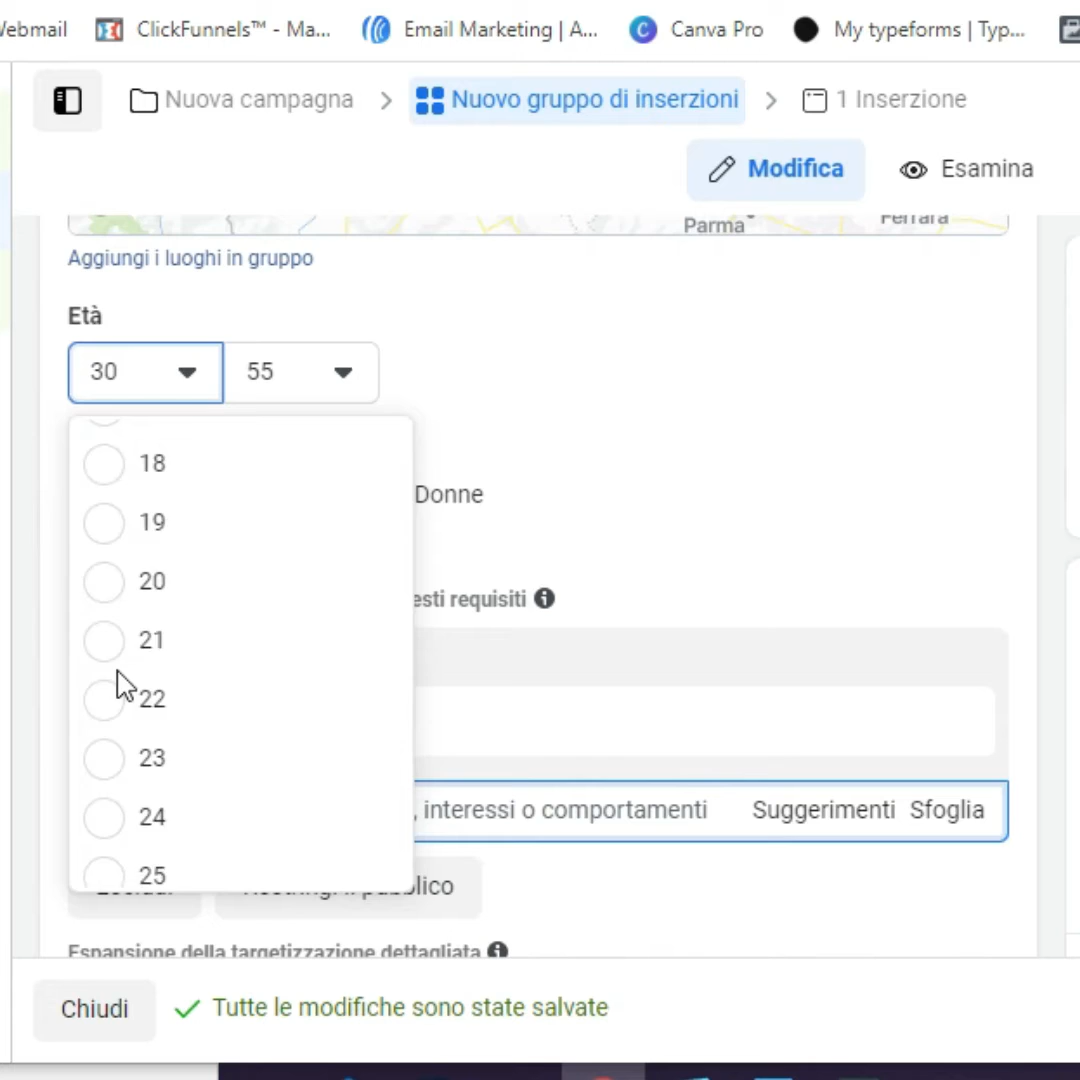 Webmail ClickFunnels™ - Ma... Email Marketing | A... Canva Pro My typeforms | Typ...
Nuova campagna > Nuovo gruppo di inserzioni > 1 Inserzione
Modifica Esamina
Parma Ferrara
Aggiungi i luoghi in gruppo
Età
30 55
18
Donne
19
20
esti requisiti
21
22
23
, interessi o comportamenti Suggerimenti Sfoglia
24
25
pubblico
Espansione della targetizzazione dettagliata
Chiudi Tutte le modifiche sono state salvate